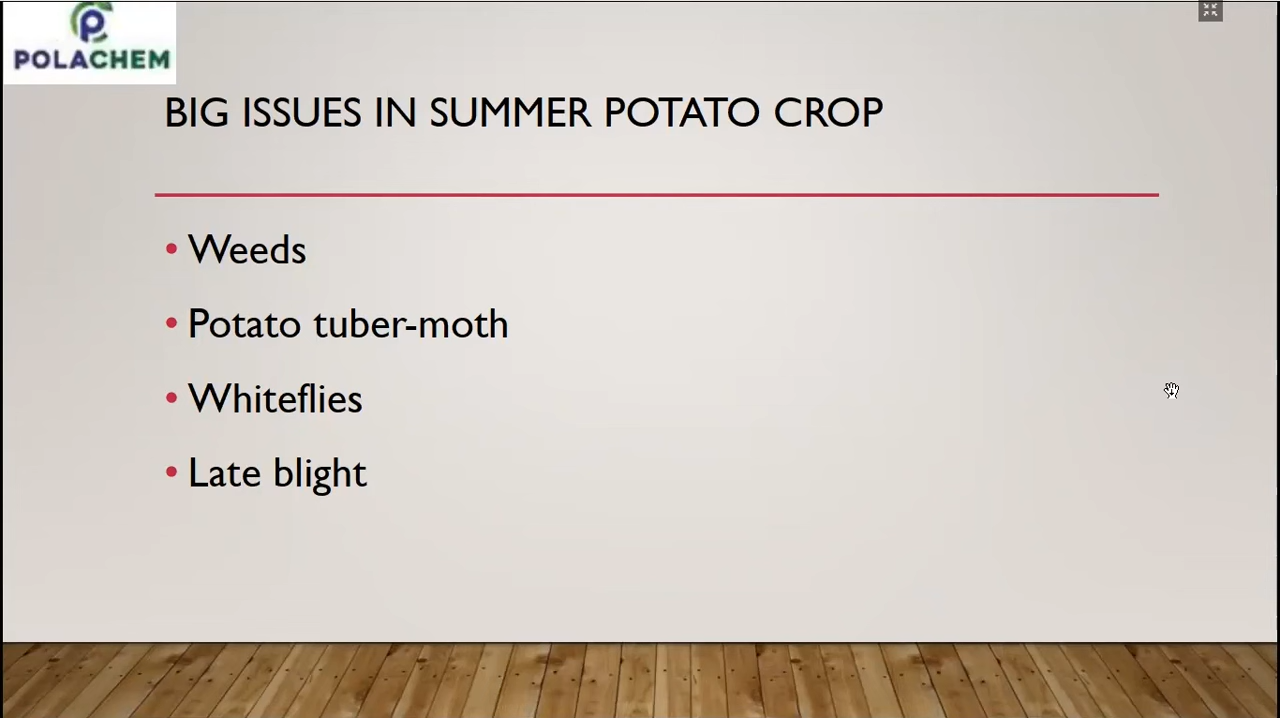 POLACHEM
BIG ISSUES IN SUMMER POTATO CROP
• Weeds
• Potato tuber-moth
• Whiteflies
• Late blight